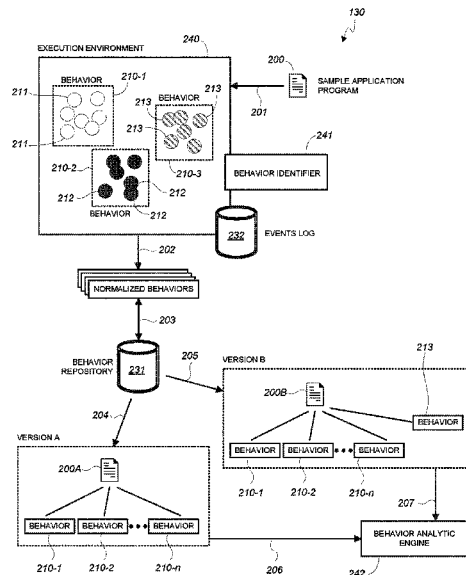 130
EXECUTION ENVIRONMENT
240
200
SAMPLE APPLICATION PROGRAM
201
BEHAVIOR
210-1
211
211
BEHAVIOR
213
213
213
210-3
210-2
212
212
212
BEHAVIOR
241
BEHAVIOR IDENTIFIER
232
EVENTS LOG
202
NORMALIZED BEHAVIORS
203
BEHAVIOR REPOSITORY
231
205
204
VERSION B
213
200B
BEHAVIOR
BEHAVIOR
BEHAVIOR
BEHAVIOR
210-1
210-2
210-n
VERSION A
200A
BEHAVIOR
BEHAVIOR
BEHAVIOR
210-1
210-2
210-n
207
206
BEHAVIOR ANALYTIC ENGINE
242